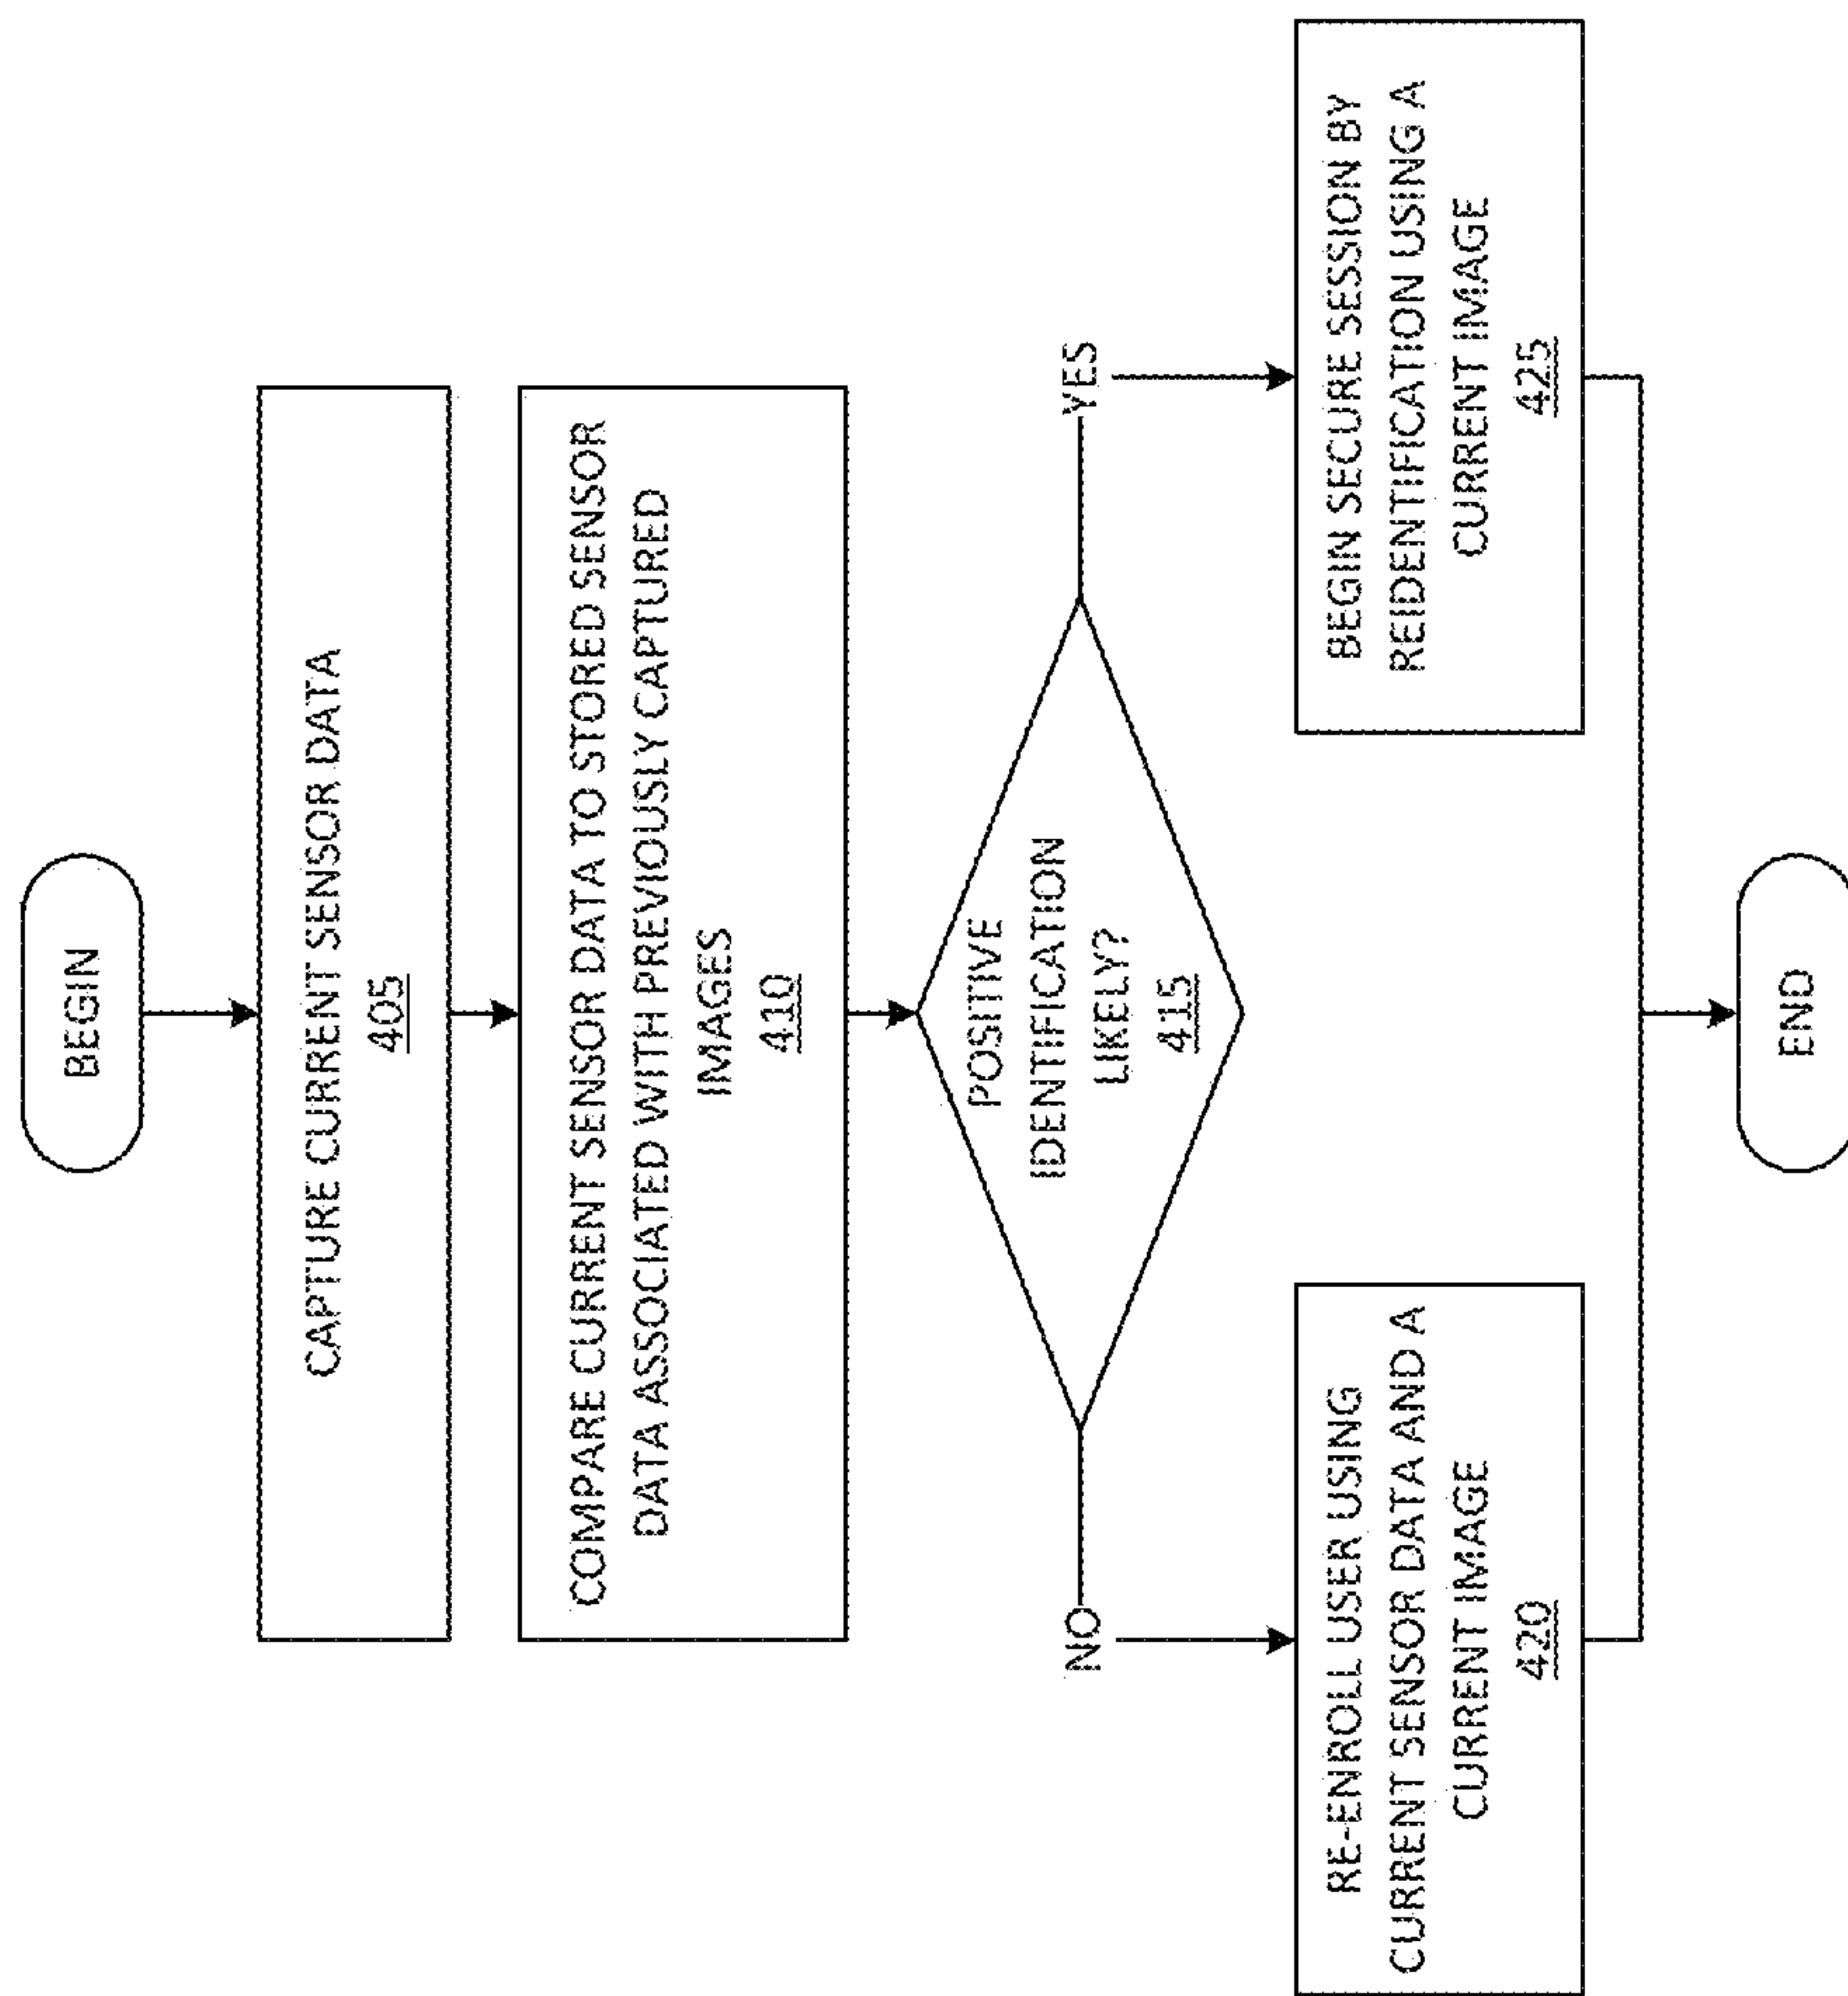 BEGIN
CAPTURE CURRENT SENSOR DATA
405
COMPARE CURRENT SENSOR DATA TO STORED SENSOR
DATA ASSOCIATED WITH PREVIOUSLY CAPTURED
IMAGES
410
POSITIVE
IDENTIFICATION
LIKELY?
415
NO
YES
RE-ENROLL USER USING
CURRENT SENSOR DATA AND A
CURRENT IMAGE
420
BEGIN SECURE SESSION BY
REIDENTIFICATION USING A
CURRENT IMAGE
425
END